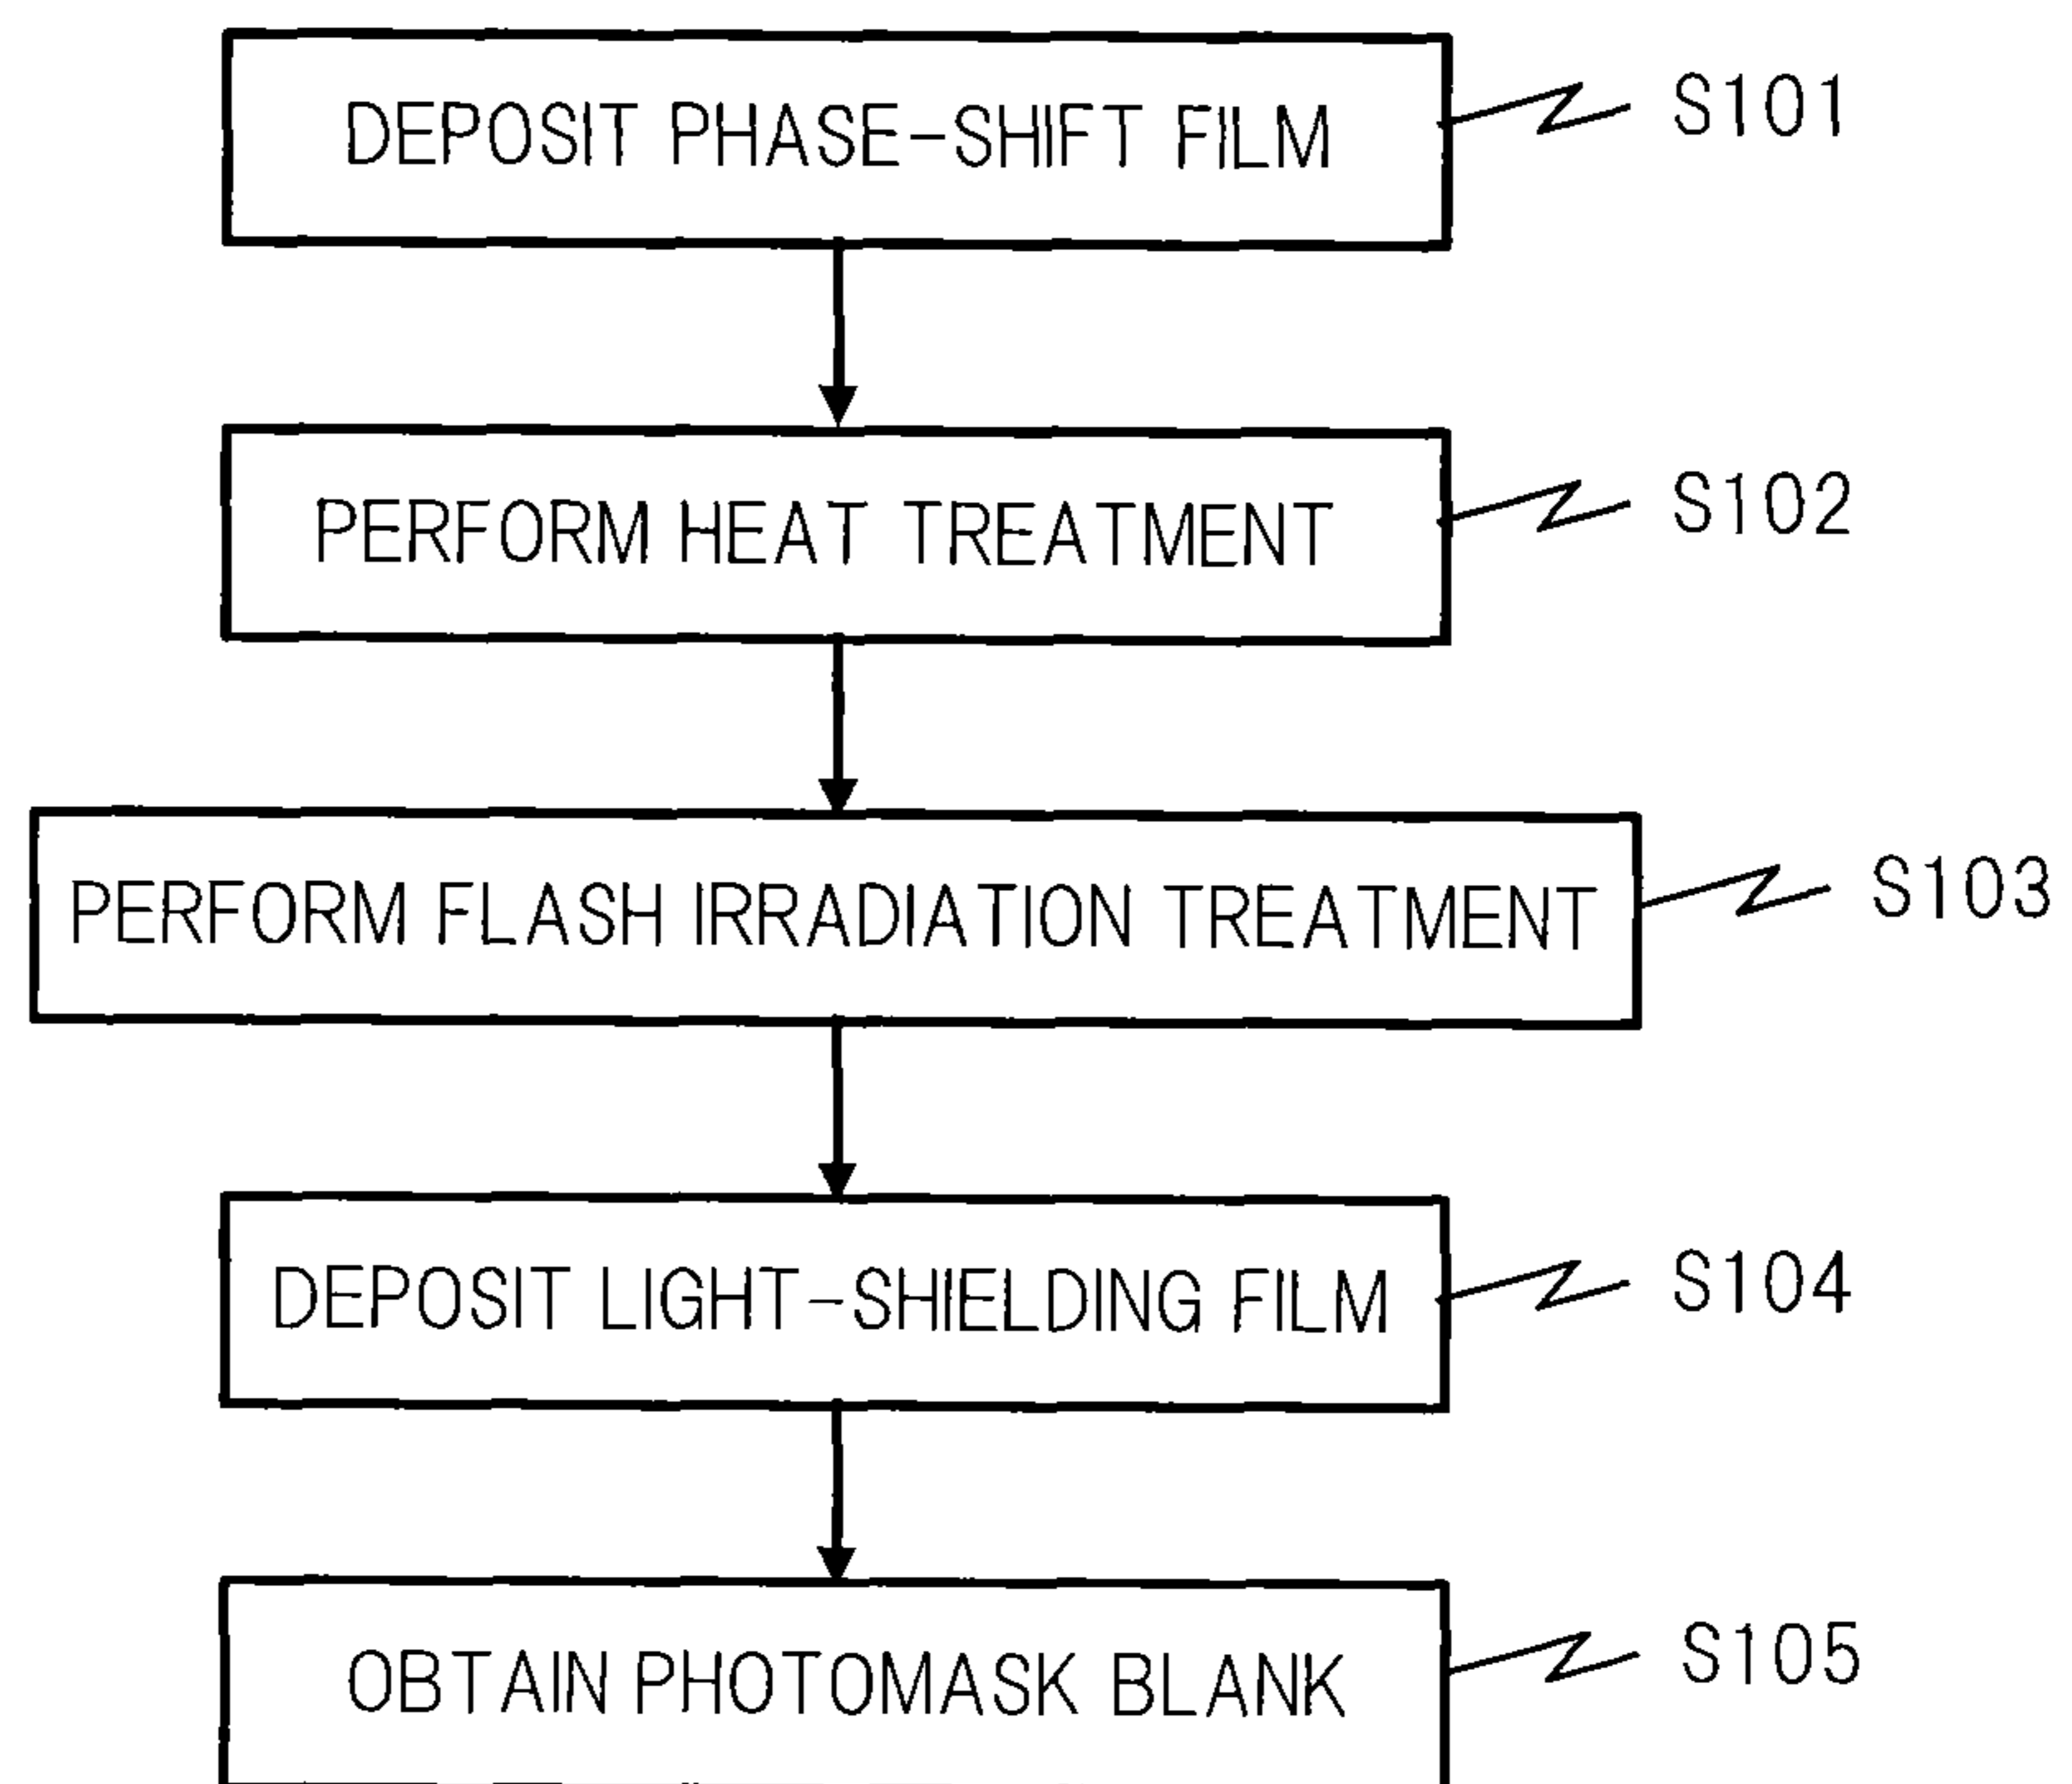 DEPOSIT PHASE-SHIFT FILM S101
PERFORM HEAT TREATMENT S102
PERFORM FLASH IRRADIATION TREATMENT S103
DEPOSIT LIGHT-SHIELDING FILM S104
OBTAIN PHOTOMASK BLANK S105